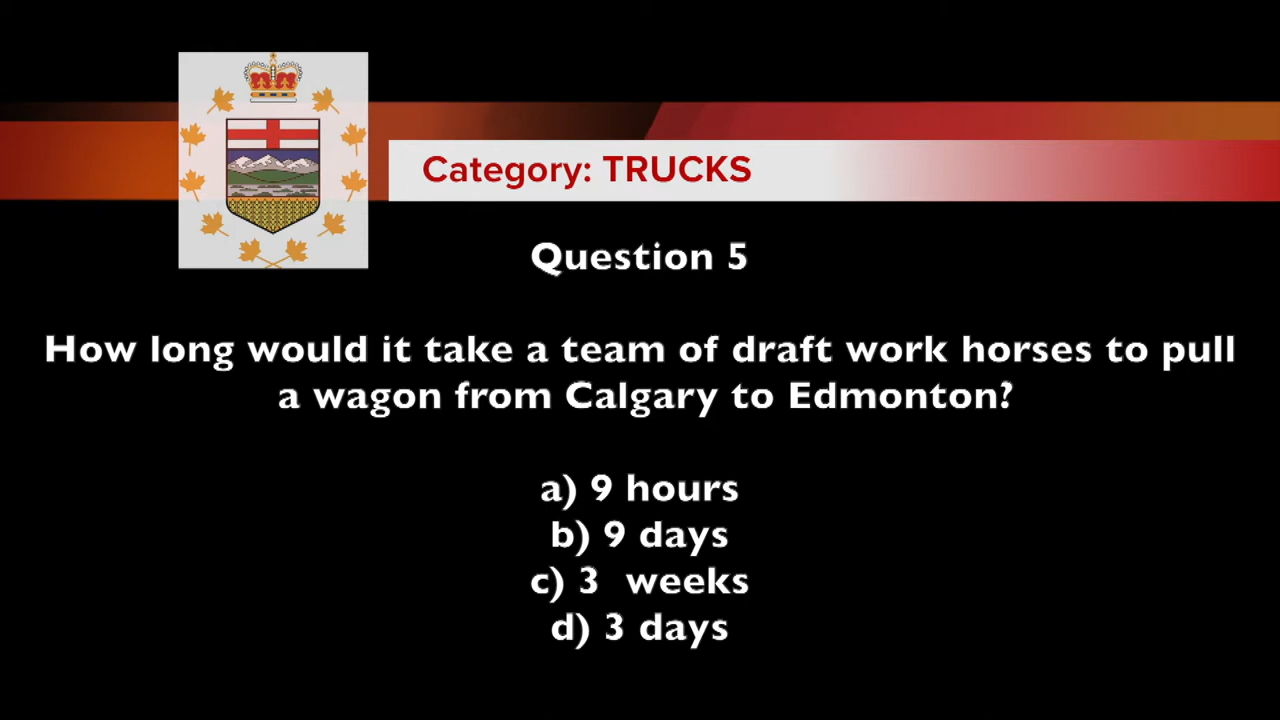 Category: TRUCKS
Question 5
How long would it take a team of draft work horses to pull
a wagon from Calgary to Edmonton?
a) 9 hours
b) 9 days
c) 3  weeks
d) 3 days